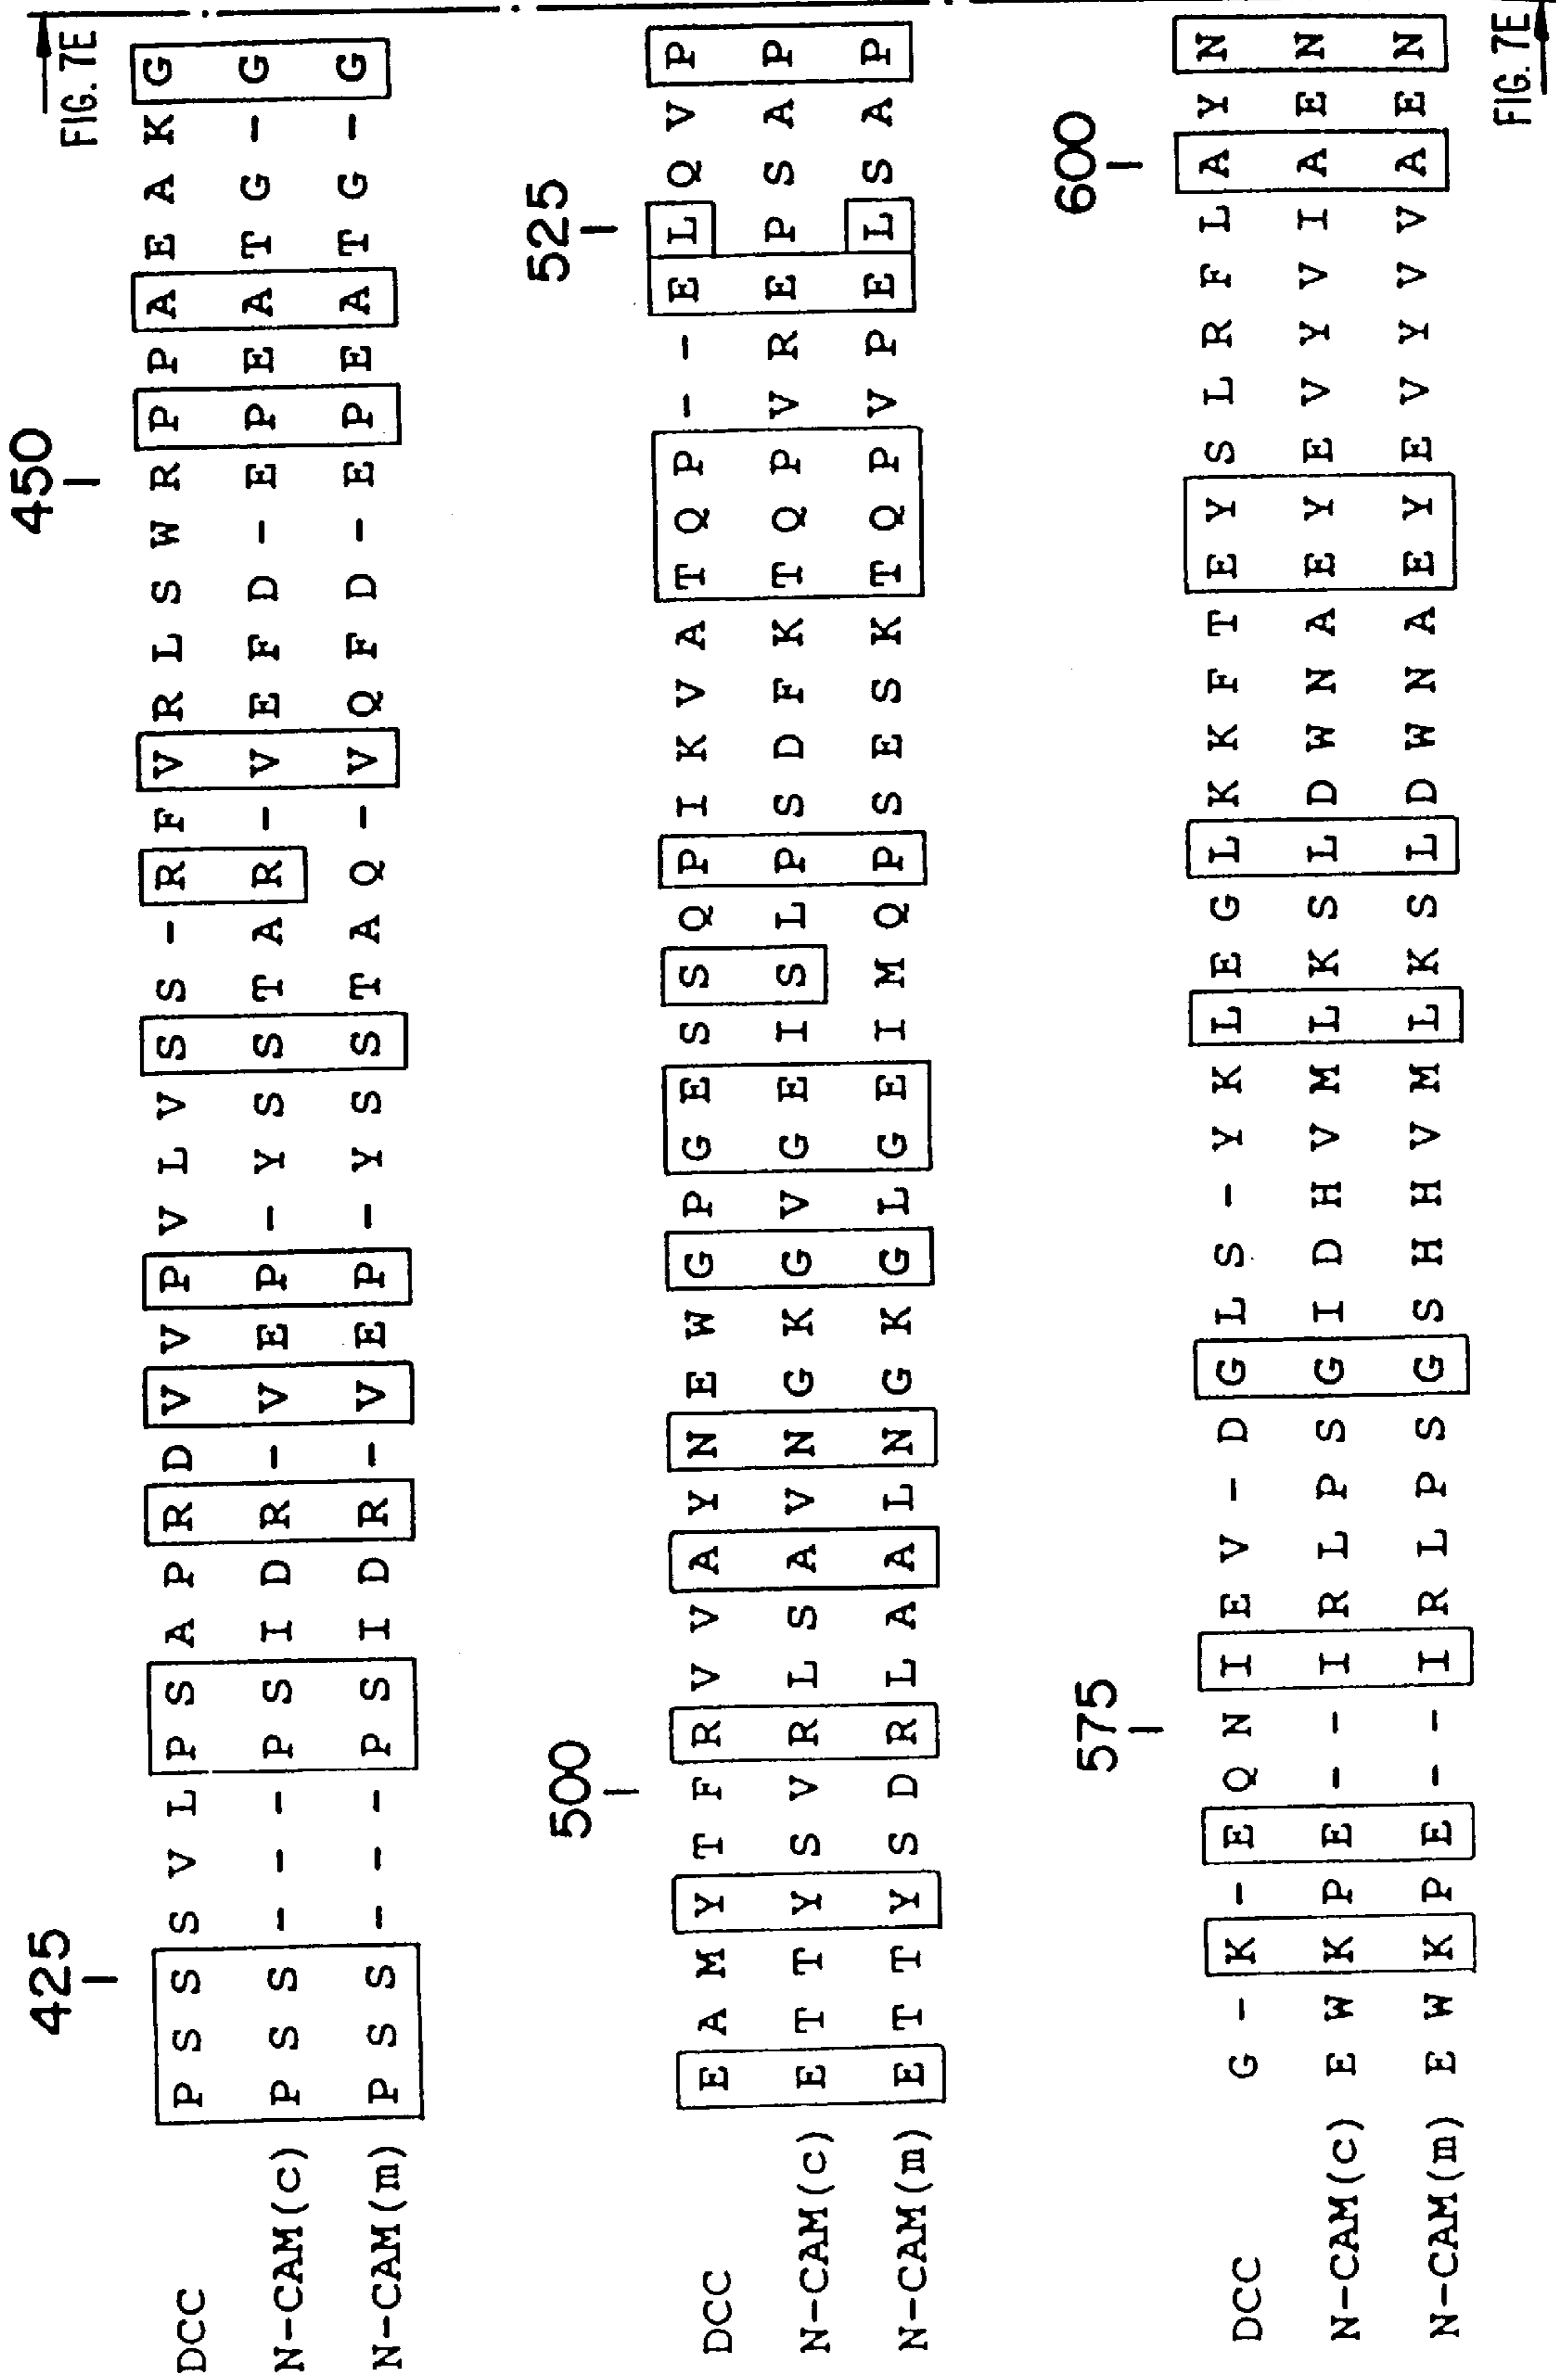 FIG. 7E
425 450
DCC P S S S V L P S A P R D V V P V L V S S - R F V R L S W R P P A E A K G
N-CAM(c) P S S - - - P S I D R - V E P - Y S S T A R - V E F D - E P E A T G - G
N-CAM(m) P S S - - - P S I D R - V E P - Y S S T A Q - V Q F D - E P E A T G - G
500 525
DCC E A M Y T F R V V A Y N E W G P G E S S Q P I K V A T Q P - - E L Q V P
N-CAM(c) E T T Y S V R L S A V N G K G V G E I S L P S D F K T Q P V R E P S A P
N-CAM(m) E T T Y S D R L A A L N G K G L G E I M Q P S E S K T Q P V P E L S A P
575 600
DCC G - K - E Q N I E V - D G L S - Y K L E G L K K F T E Y S L R F L A Y N
N-CAM(c) E W K P E - - I R L P S G I D H V M L K S L D W N A E Y E V Y V I A E N
N-CAM(m) E W K P E - - I R L P S G S H H V M L K S L D W N A E Y E V Y V V A E N
FIG. 7E